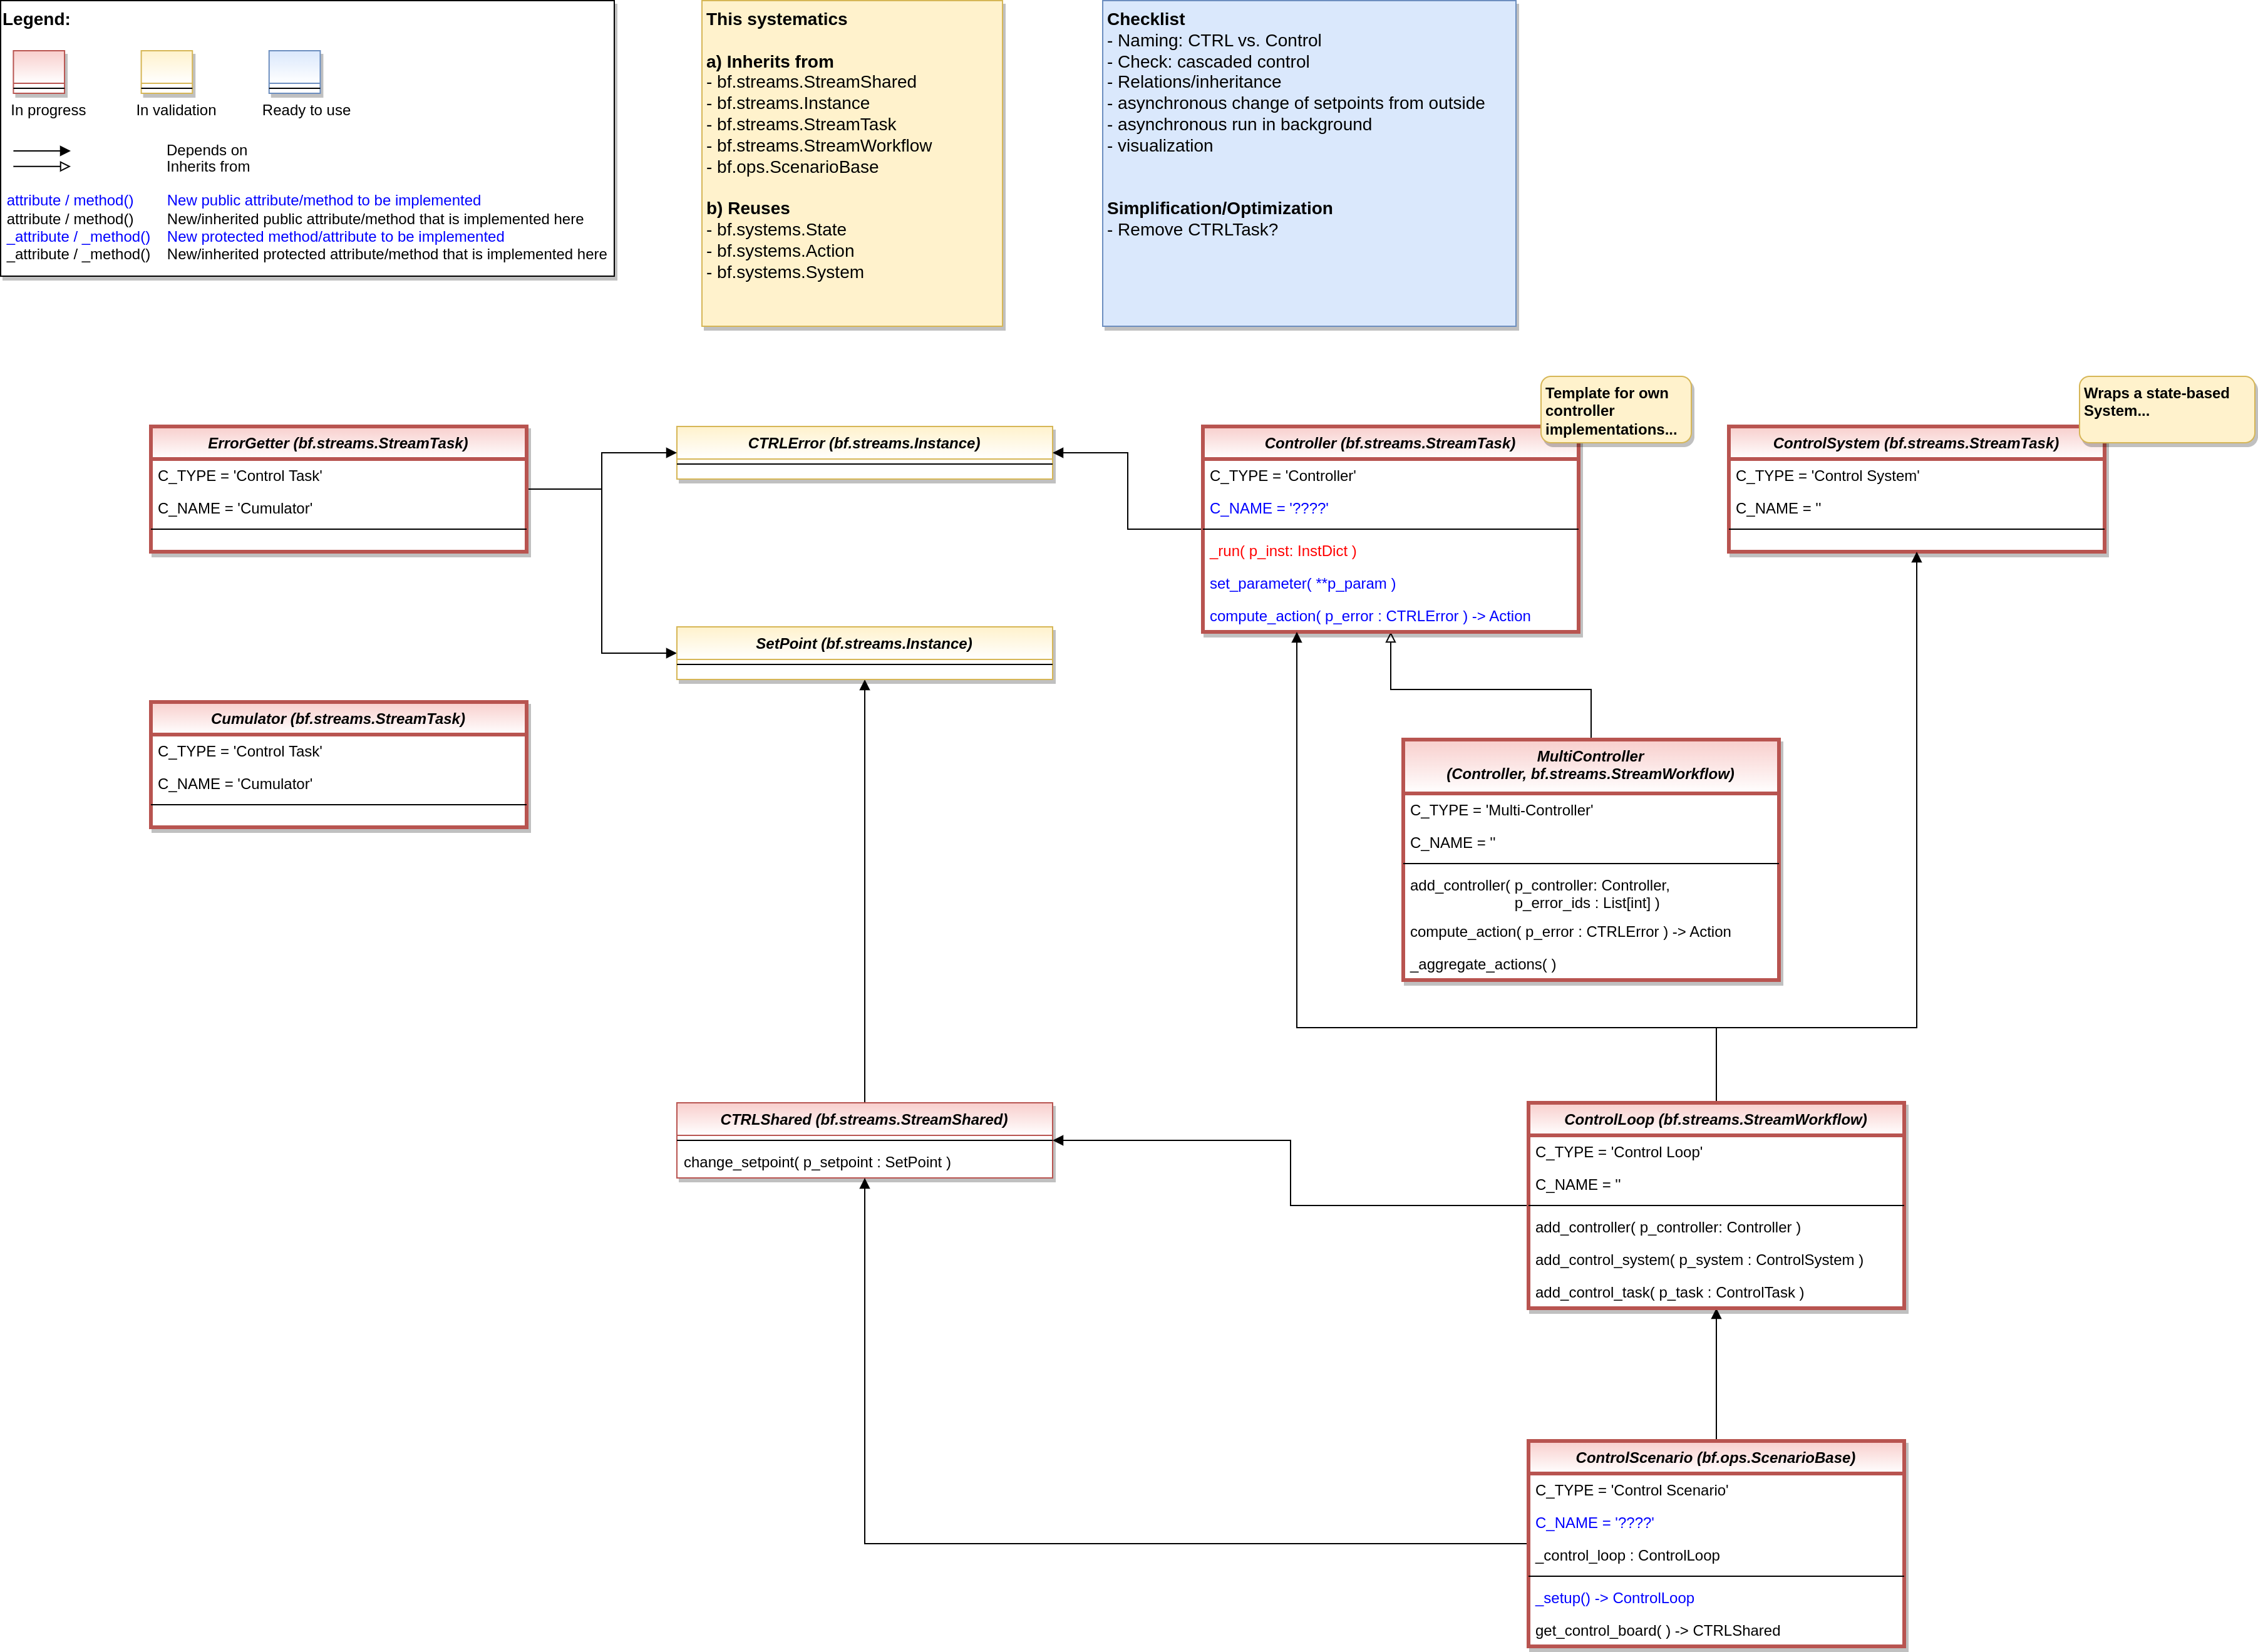 Legend:
In progress
In validation
Ready to use
Depends on
Inherits from
attribute / method()
New public attribute/method to be implemented
attribute / method()
New/inherited public attribute/method that is implemented here
_attribute / _method()
New protected method/attribute to be implemented
_attribute / _method()
New/inherited protected attribute/method that is implemented here
This systematics
a) Inherits from
- bf.streams.StreamShared
- bf.streams.Instance
- bf.streams.StreamTask
- bf.streams.StreamWorkflow
- bf.ops.ScenarioBase
b) Reuses
- bf.systems.State
- bf.systems.Action
- bf.systems.System
Checklist
- Naming: CTRL vs. Control
- Check: cascaded control
- Relations/inheritance
- asynchronous change of setpoints from outside
- asynchronous run in background
- visualization
Simplification/Optimization
- Remove CTRLTask?
ErrorGetter (bf.streams.StreamTask)
C_TYPE = 'Control Task'
C_NAME = 'Cumulator'
CTRLError (bf.streams.Instance)
Template for own
controller
implementations...
Controller (bf.streams.StreamTask)
C_TYPE = 'Controller'
C_NAME = '????'
_run( p_inst: InstDict )
set_parameter( **p_param )
compute_action( p_error : CTRLError ) -> Action
Wraps a state-based
System...
ControlSystem (bf.streams.StreamTask)
C_TYPE = 'Control System'
C_NAME = ''
SetPoint (bf.streams.Instance)
Cumulator (bf.streams.StreamTask)
C_TYPE = 'Control Task'
C_NAME = 'Cumulator'
MultiController
(Controller, bf.streams.StreamWorkflow)
C_TYPE = 'Multi-Controller'
C_NAME = ''
add_controller( p_controller: Controller,
p_error_ids : List[int] )
compute_action( p_error : CTRLError ) -> Action
_aggregate_actions( )
CTRLShared (bf.streams.StreamShared)
change_setpoint( p_setpoint : SetPoint )
ControlLoop (bf.streams.StreamWorkflow)
C_TYPE = 'Control Loop'
C_NAME = ''
add_controller( p_controller: Controller )
add_control_system( p_system : ControlSystem )
add_control_task( p_task : ControlTask )
ControlScenario (bf.ops.ScenarioBase)
C_TYPE = 'Control Scenario'
C_NAME = '????'
_control_loop : ControlLoop
_setup() -> ControlLoop
get_control_board( ) -> CTRLShared